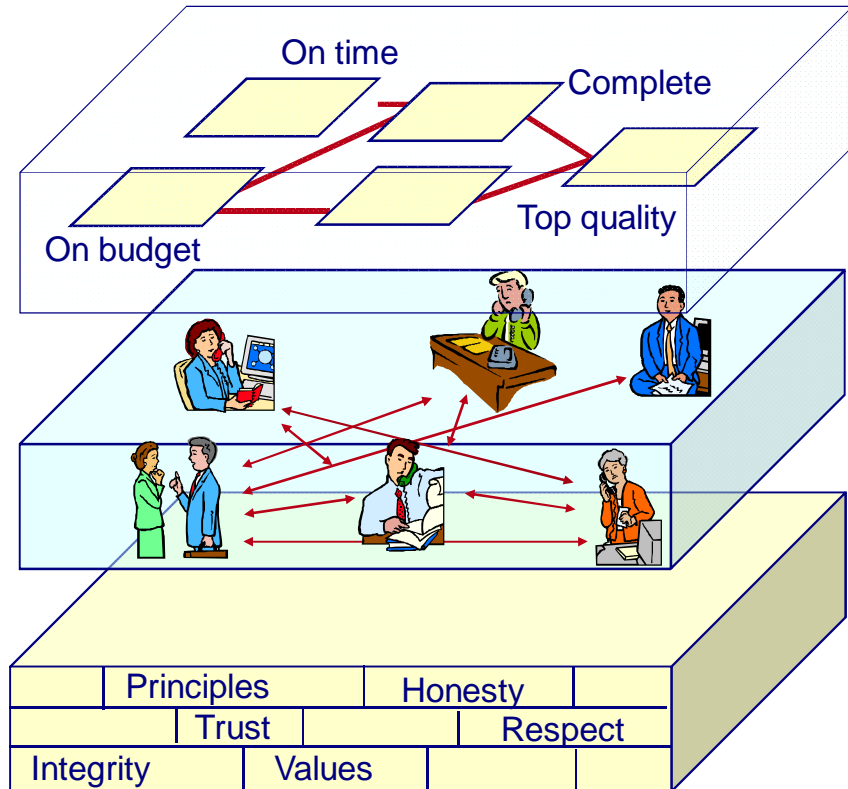 On time
Complete
Top quality
On budget
Principles Honesty
Trust Respect
Integrity Values